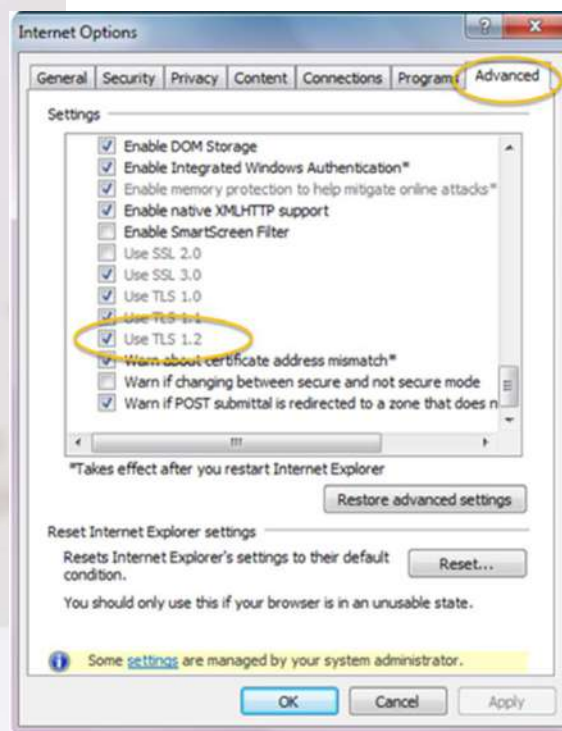 Internet Options
General Security Privacy Content Connections Programs Advanced
Settings
Enable DOM Storage
Enable Integrated Windows Authentication*
Enable memory protection to help mitigate online attacks*
Enable native XMLHTTP support
Enable SmartScreen Filter
Use SSL 2.0
Use SSL 3.0
Use TLS 1.0
Use TLS 1.1
Use TLS 1.2
Warn about certificate address mismatch*
Warn if changing between secure and not secure mode
Warn if POST submittal is redirected to a zone that does n
*Takes effect after you restart Internet Explorer
Restore advanced settings
Reset Internet Explorer settings
Resets Internet Explorer's settings to their default
condition.
Reset...
You should only use this if your browser is in an unusable state.
Some settings are managed by your system administrator.
OK Cancel Apply